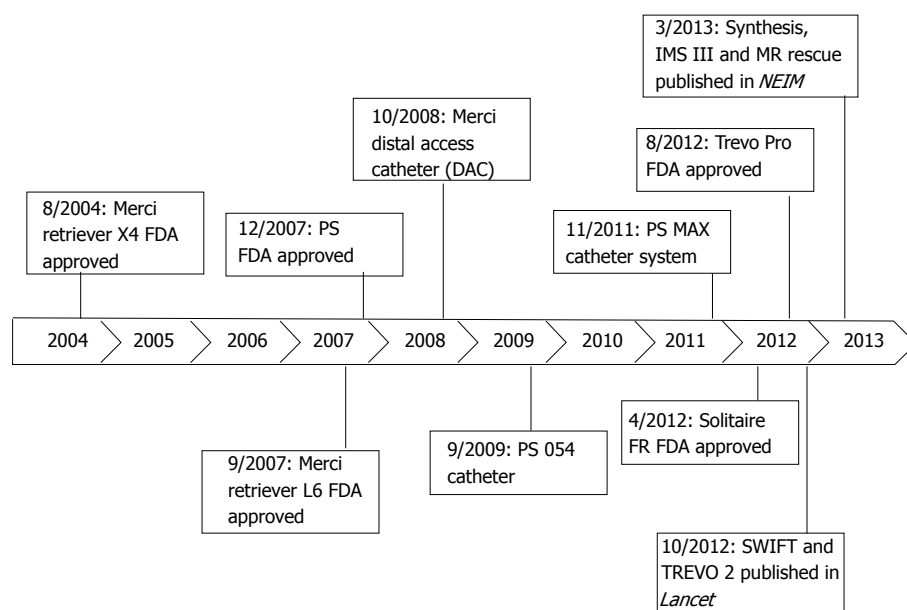 3/2013: Synthesis,
IMS III and MR rescue
published in NEIM
10/2008: Merci
distal access
catheter (DAC)
8/2012: Trevo Pro
FDA approved
8/2004: Merci
retriever X4 FDA
approved
12/2007: PS
FDA approved
11/2011: PS MAX
catheter system
2004 2005 2006 2007 2008 2009 2010 2011 2012 2013
4/2012: Solitaire
FR FDA approved
9/2007: Merci
retriever L6 FDA
approved
9/2009: PS 054
catheter
10/2012: SWIFT and
TREVO 2 published in
Lancet